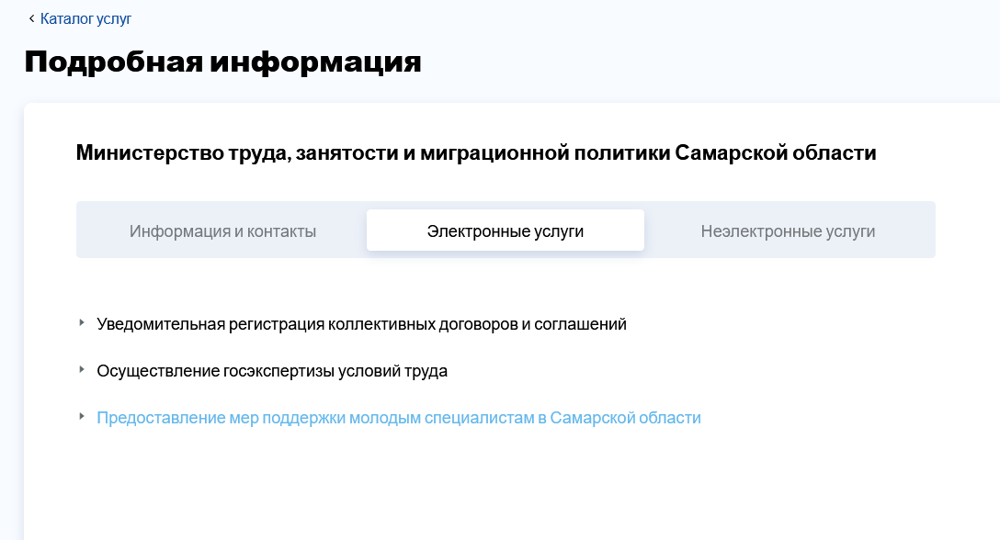 Каталог услуг
Подробная информация
Министерство труда, занятости и миграционной политики Самарской области
Информация и контакты
Электронные услуги
Неэлектронные услуги
Уведомительная регистрация коллективных договоров и соглашений
Осуществление госэкспертизы условий труда
Предоставление мер поддержки молодым специалистам в Самарской области